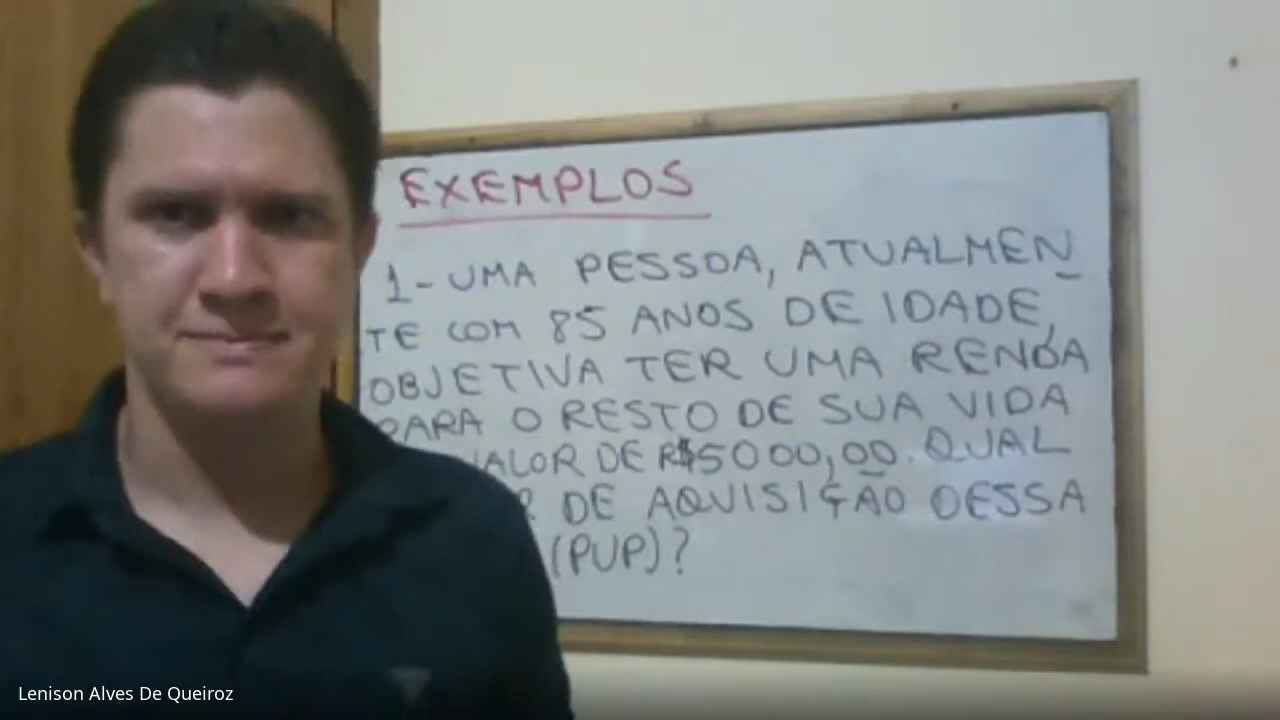 EXEMPLOS
1- UMA PESSOA, ATUALMEN
TE COM 85 ANOS DE IDADE,
OBJETIVA TER UMA RENDA
PARA O RESTO DE SUA VIDA
VALOR DE R$5000,00. QUAL
DE AQUISIÇÃO DESSA
(PUP)?
Lenison Alves De Queiroz